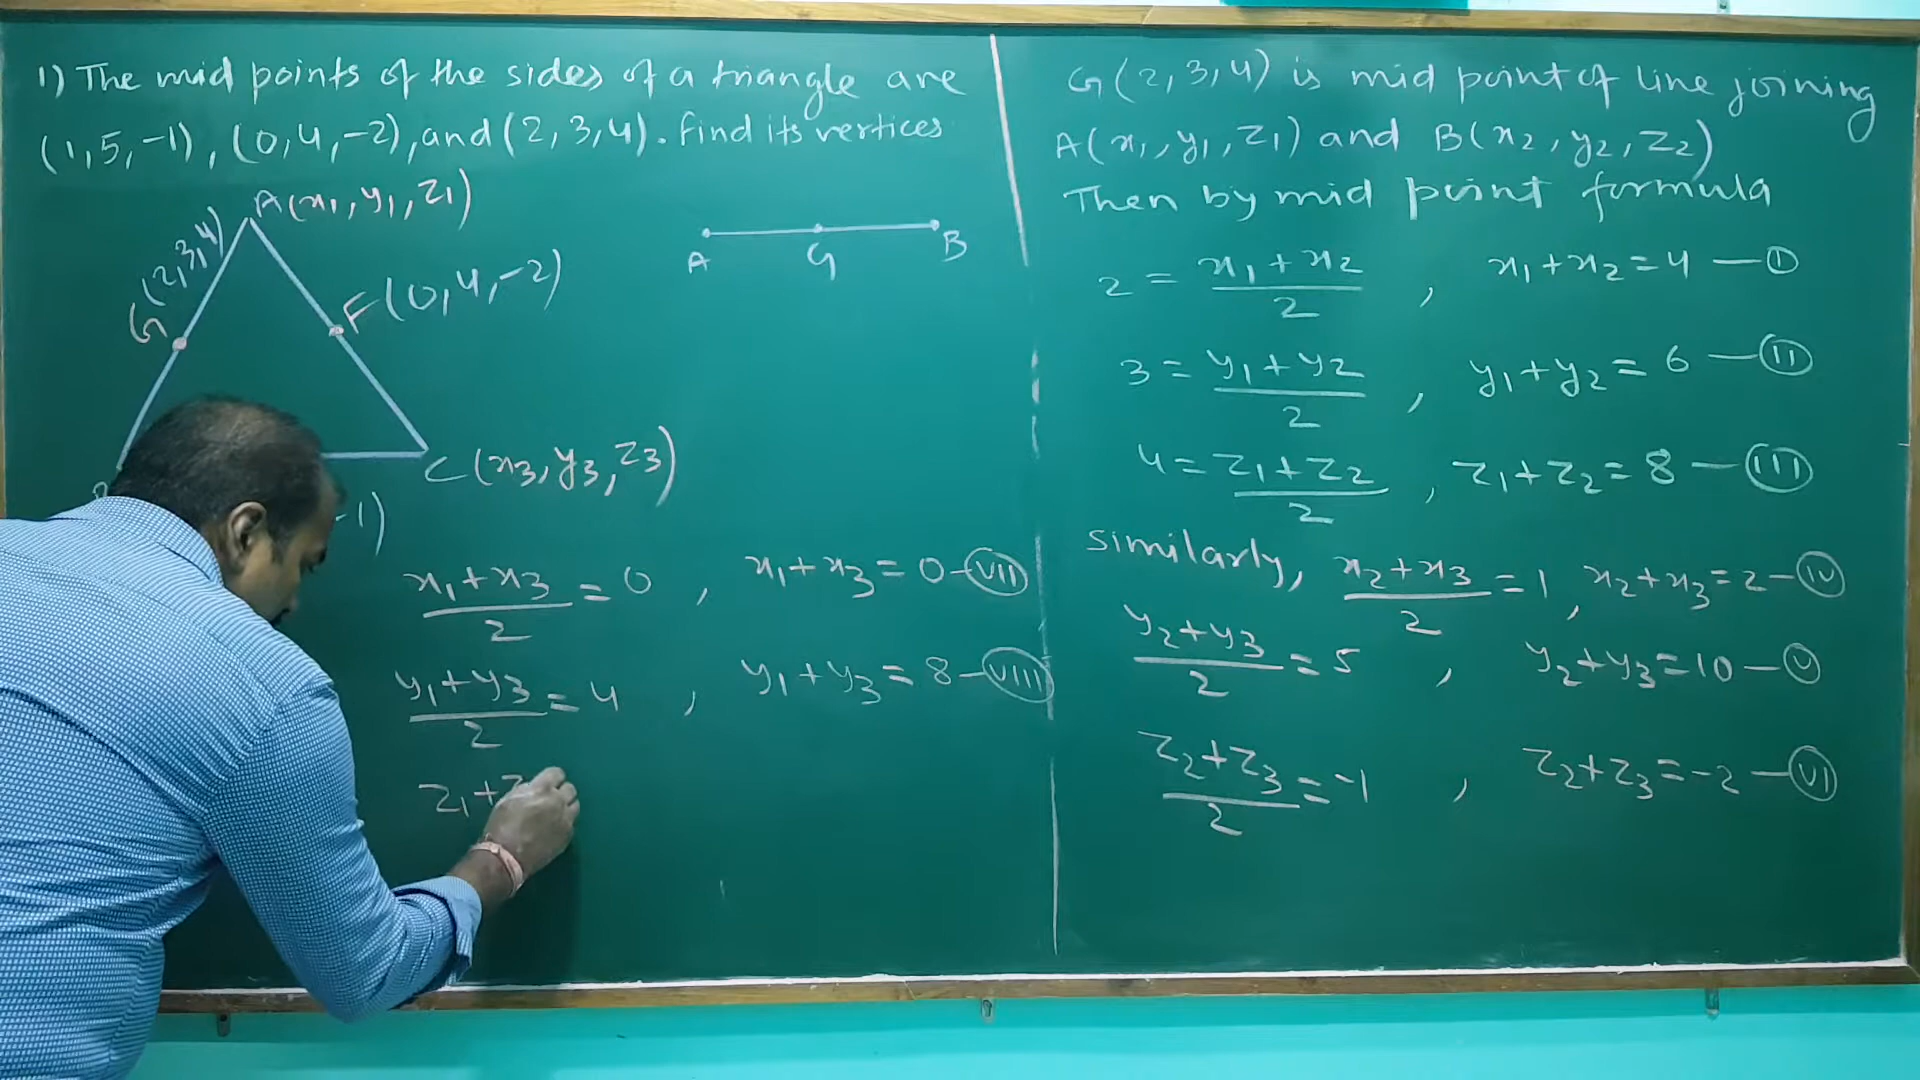 1) The mid points of the sides of a triangle are
(1,5,-1), (0,4,-2), and (2,3,4). Find its vertices
A(x₁, y₁, z₁)
G (2,3,4)
F(0,4,-2)
A G B
C (x₃, y₃, z₃)
-1)
(x₁+x₃)/2 = 0 , x₁+x₃=0 —(VII)
(y₁+y₃)/2 = 4 , y₁+y₃=8 —(VIII)
z₁+
G(2,3,4) is mid point of line joining
A(x₁, y₁, z₁) and B(x₂, y₂, z₂)
Then by mid point formula
2 = (x₁+x₂)/2 , x₁+x₂=4 —(I)
3 = (y₁+y₂)/2 , y₁+y₂=6 —(II)
4 = (z₁+z₂)/2 , z₁+z₂=8 —(III)
Similarly, (x₂+x₃)/2 = 1 , x₂+x₃=2 —(IV)
(y₂+y₃)/2 = 5 , y₂+y₃=10 —(V)
(z₂+z₃)/2 = -1 , z₂+z₃=-2 —(VI)